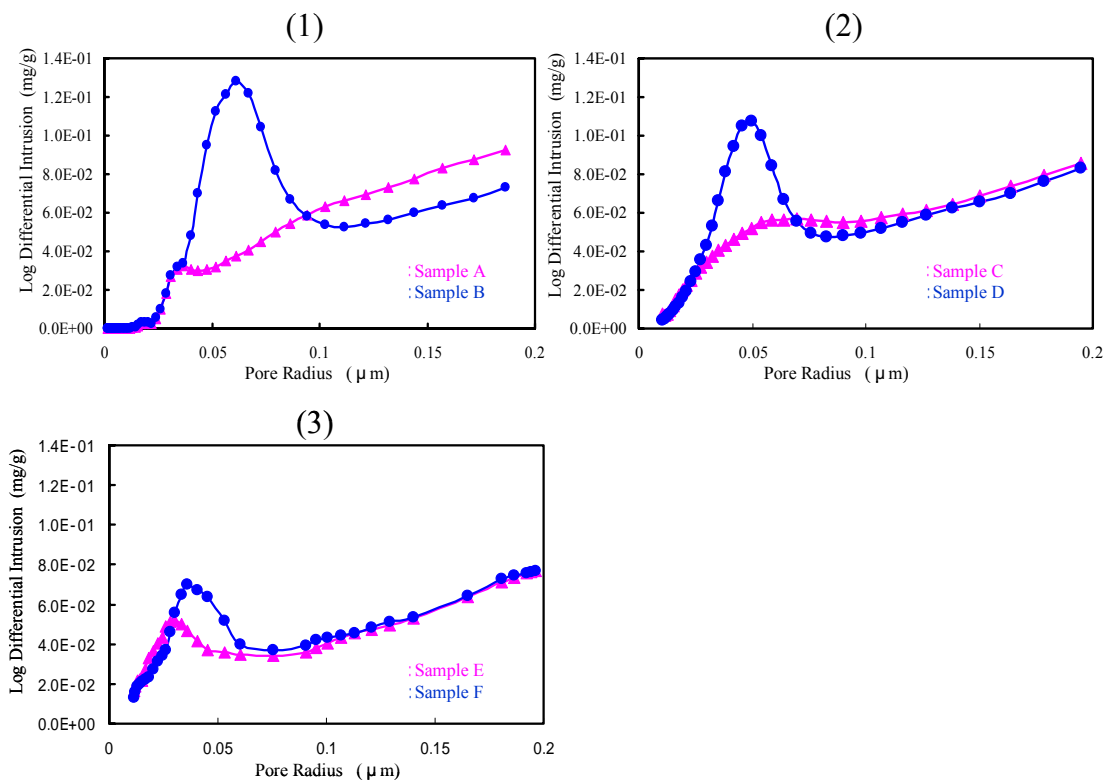 (1)
Log Differential Intrusion (mg/g)
1.4E-01
1.2E-01
1.0E-01
8.0E-02
6.0E-02
4.0E-02
2.0E-02
0.0E+00
: Sample A
: Sample B
0 0.05 0.1 0.15 0.2
Pore Radius (μm)
(2)
Log Differential Intrusion (mg/g)
1.4E-01
1.2E-01
1.0E-01
8.0E-02
6.0E-02
4.0E-02
2.0E-02
0.0E+00
: Sample C
: Sample D
0 0.05 0.1 0.15 0.2
Pore Radius (μm)
(3)
Log Differential Intrusion (mg/g)
1.4E-01
1.2E-01
1.0E-01
8.0E-02
6.0E-02
4.0E-02
2.0E-02
0.0E+00
: Sample E
: Sample F
0 0.05 0.1 0.15 0.2
Pore Radius (μm)